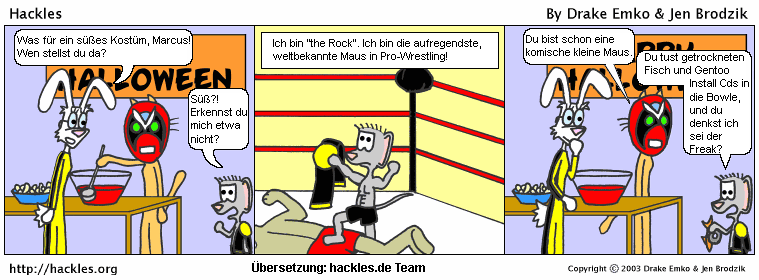 Hackles
By Drake Emko & Jen Brodzik
Was für ein süßes Kostüm, Marcus!
Wen stellst du da?
HALLOWEEN
Süß?!
Erkennst du
mich etwa
nicht?
Ich bin "the Rock". Ich bin die aufregendste,
weltbekannte Maus in Pro-Wrestling!
Du bist schon eine
komische kleine Maus.
Du tust getrockneten
Fisch und Gentoo
Install Cds in
die Bowle,
und du
denkst ich
sei der
Freak?
http://hackles.org
Übersetzung: hackles.de Team
Copyright © 2003 Drake Emko & Jen Brodzik